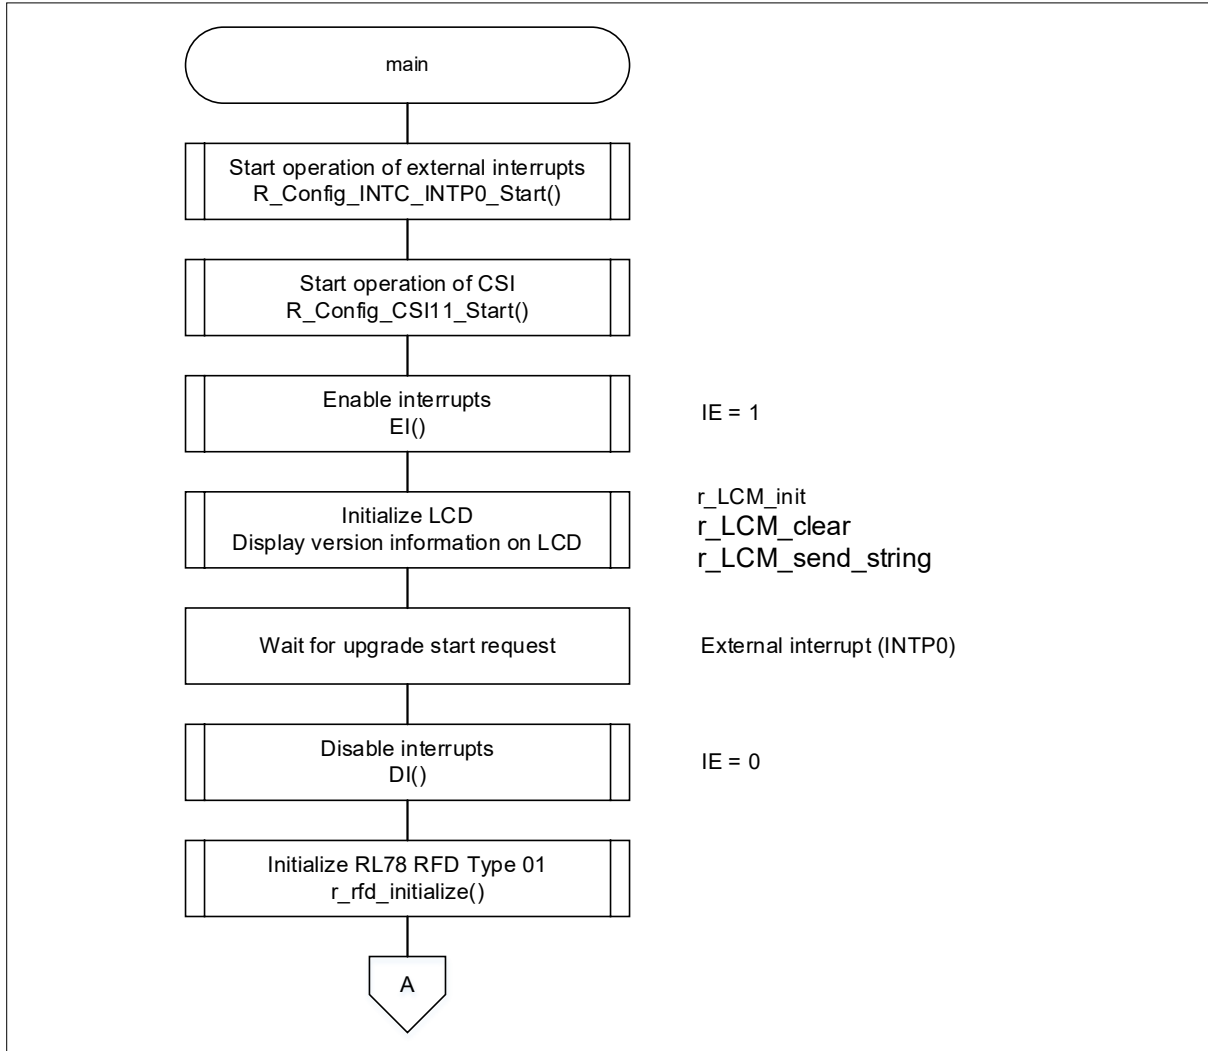 main
Start operation of external interrupts
R_Config_INTC_INTP0_Start()
Start operation of CSI
R_Config_CSI11_Start()
Enable interrupts
EI()
IE = 1
Initialize LCD
Display version information on LCD
r_LCM_init
r_LCM_clear
r_LCM_send_string
Wait for upgrade start request
External interrupt (INTP0)
Disable interrupts
DI()
IE = 0
Initialize RL78 RFD Type 01
r_rfd_initialize()
A